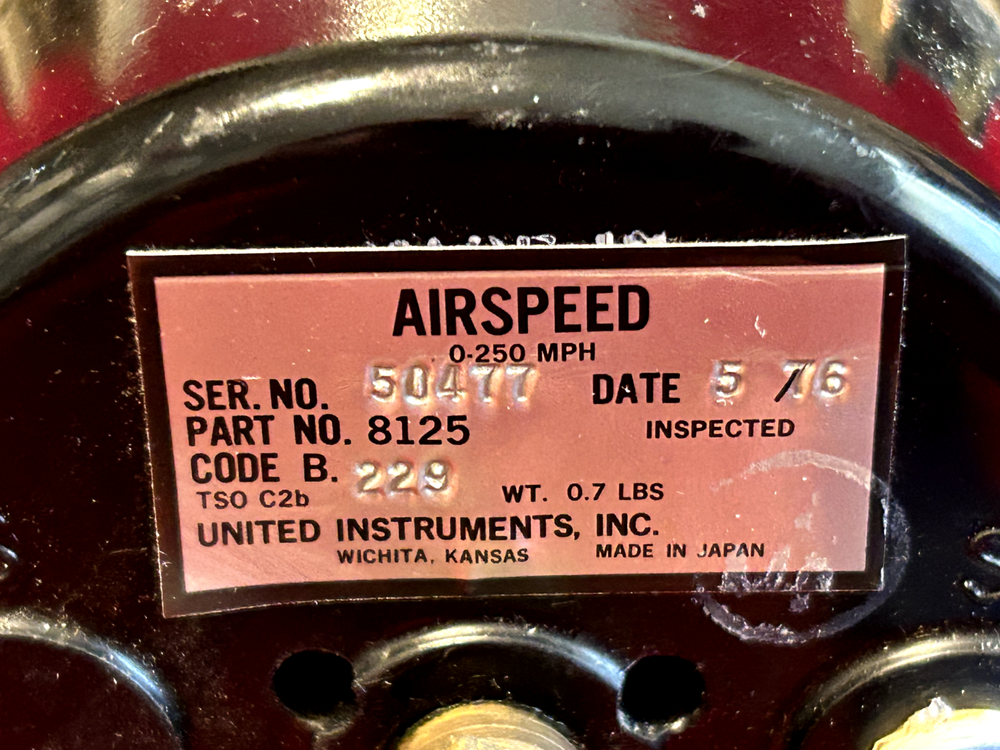 AIRSPEED
0-250 MPH
SER. NO. 50477 DATE 5 / 76
PART NO. 8125 INSPECTED
CODE B. 229
TSO C2b WT. 0.7 LBS
UNITED INSTRUMENTS, INC.
WICHITA, KANSAS MADE IN JAPAN